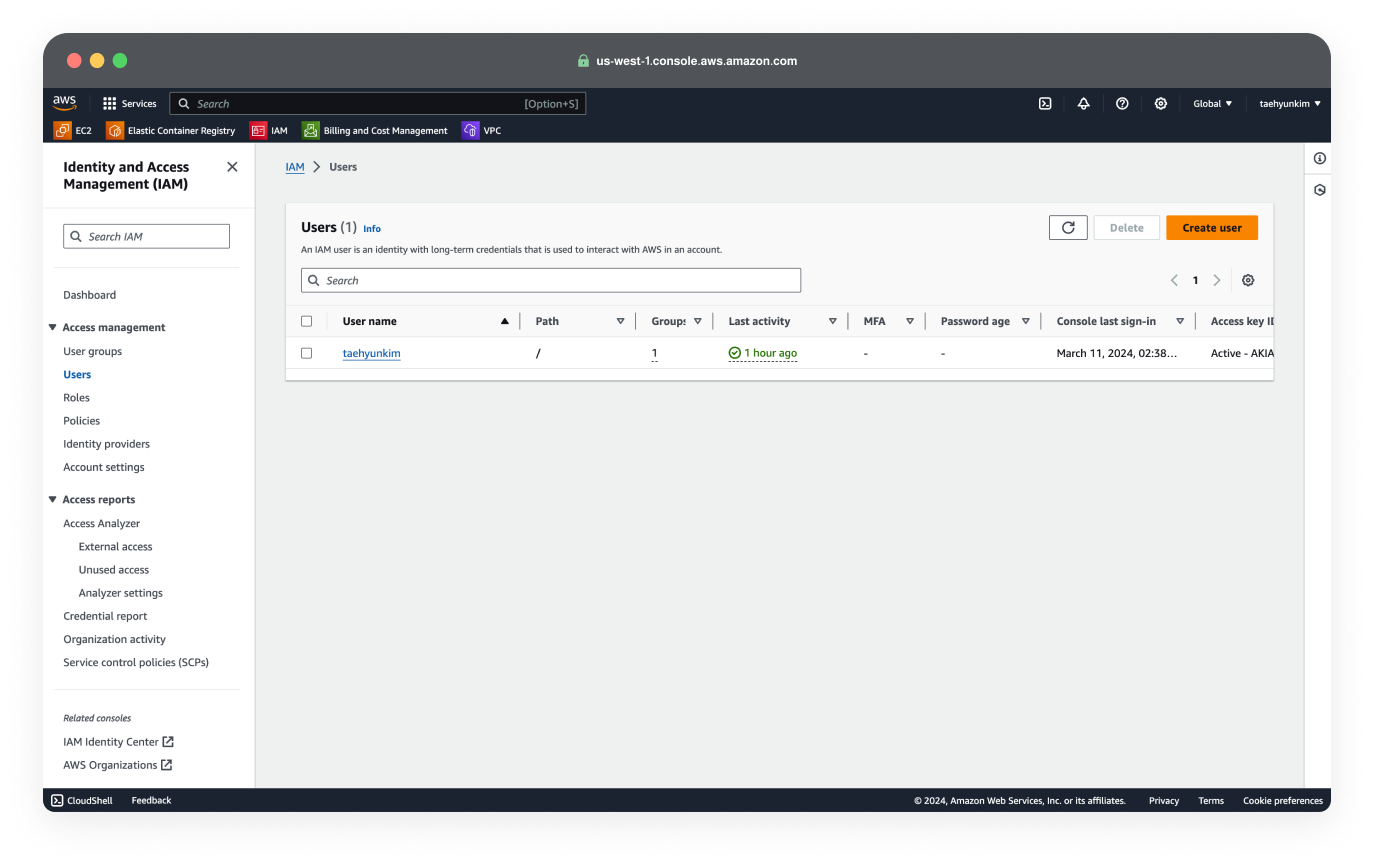 us-west-1.console.aws.amazon.com
aws Services Search [Option+S] Global taehyunkim
EC2 Elastic Container Registry IAM Billing and Cost Management VPC
Identity and Access
Management (IAM)
Search IAM
Dashboard
Access management
User groups
Users
Roles
Policies
Identity providers
Account settings
Access reports
Access Analyzer
External access
Unused access
Analyzer settings
Credential report
Organization activity
Service control policies (SCPs)
Related consoles
IAM Identity Center
AWS Organizations
IAM > Users
Users (1) Info
Delete Create user
An IAM user is an identity with long-term credentials that is used to interact with AWS in an account.
Search
1
User name Path Groups Last activity MFA Password age Console last sign-in Access key ID
taehyunkim / 1 1 hour ago - - March 11, 2024, 02:38... Active - AKIA
CloudShell Feedback © 2024, Amazon Web Services, Inc. or its affiliates. Privacy Terms Cookie preferences